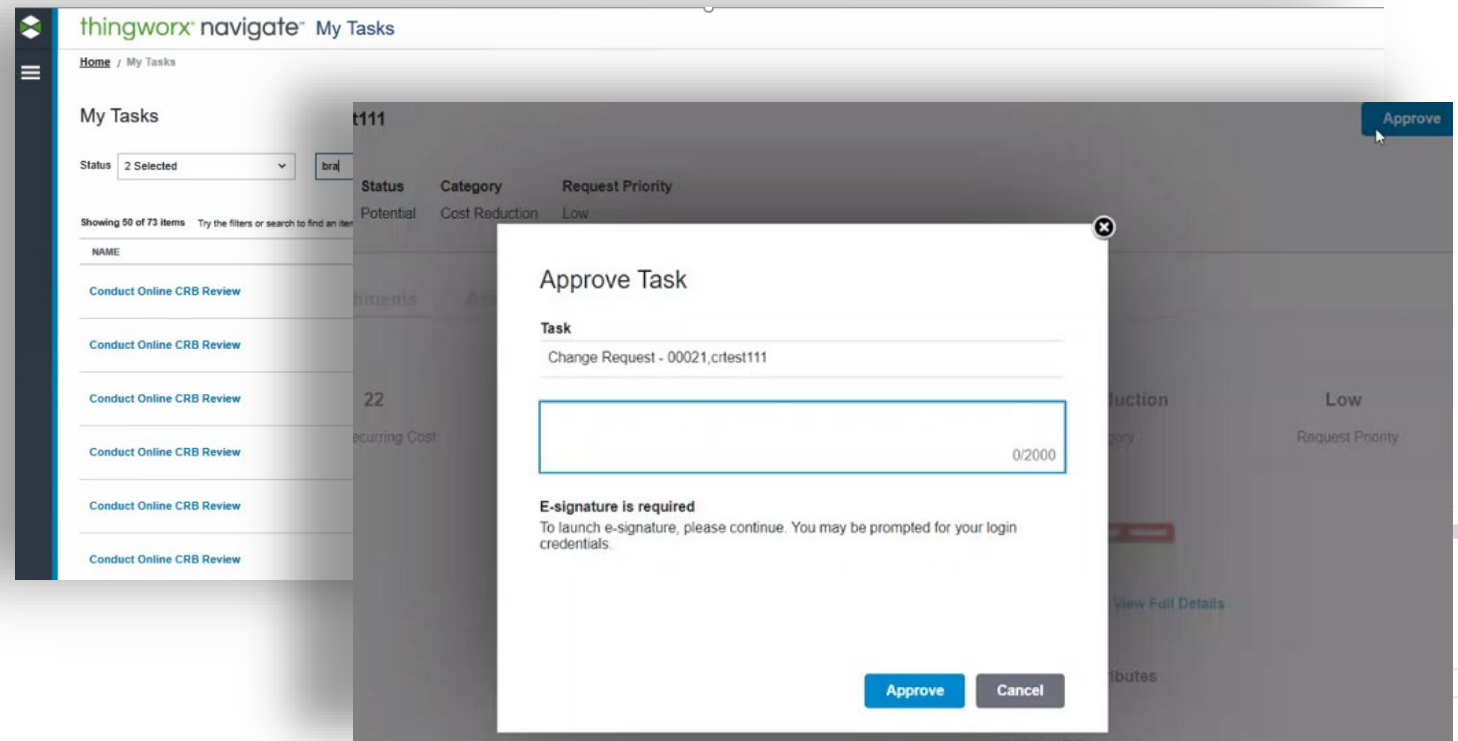 thingworx® navigate™ My Tasks
Home / My Tasks
My Tasks
Status 2 Selected bra
Showing 50 of 73 items Try the filters or search to find an
NAME
Conduct Online CRB Review
Conduct Online CRB Review
Conduct Online CRB Review
Conduct Online CRB Review
Conduct Online CRB Review
Conduct Online CRB Review
t111
Approve
Status Category Request Priority
Potential Cost Reduction Low
diments
22
ecurring Cost
duction
gory
Low
Request Priority
View Full Details
ibutes
Approve Task
Task
Change Request - 00021,crtest111
0/2000
E-signature is required
To launch e-signature, please continue. You may be prompted for your login
credentials.
Approve Cancel